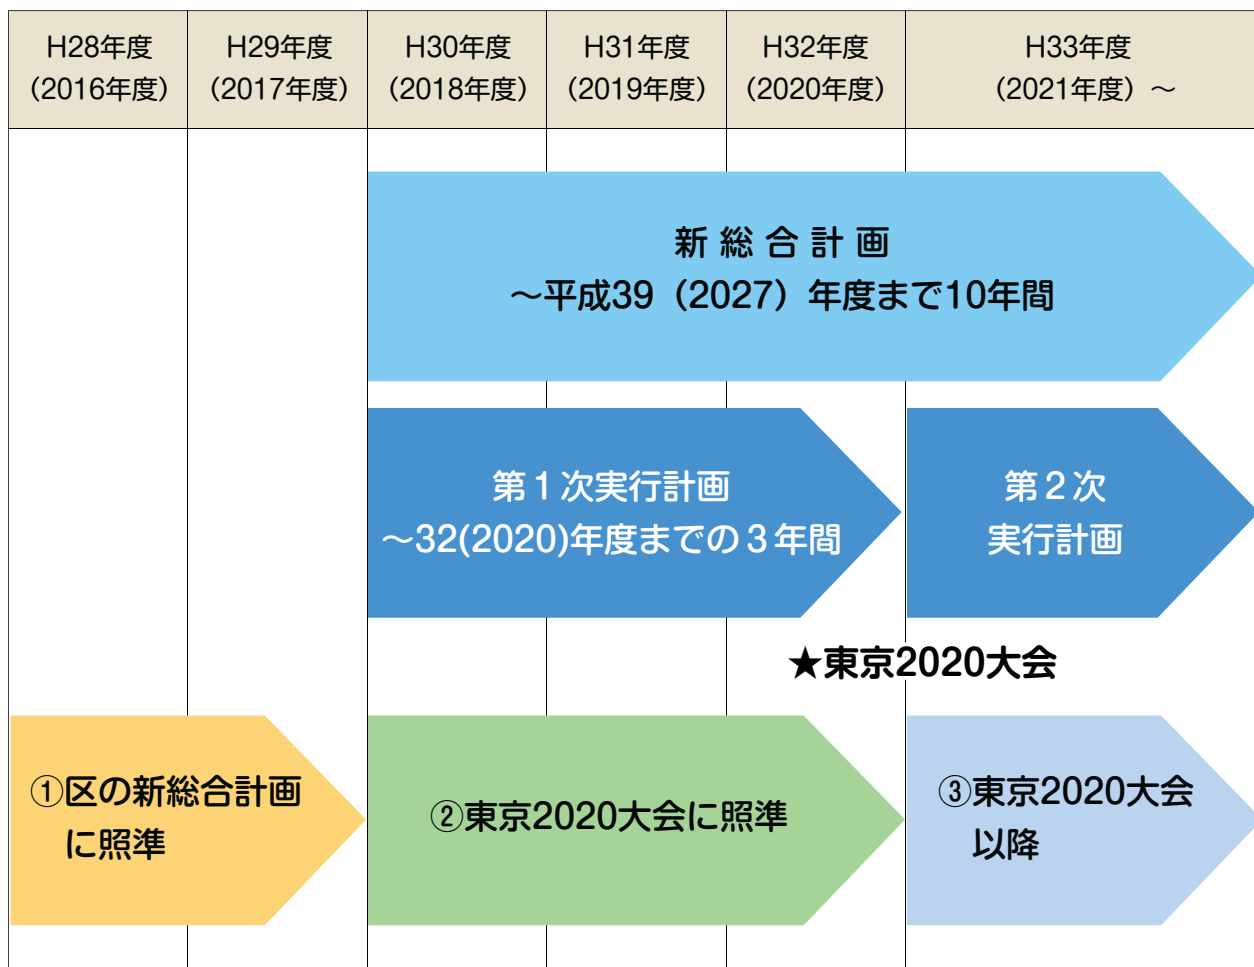 H28年度
(2016年度)
H29年度
(2017年度)
H30年度
(2018年度)
H31年度
(2019年度)
H32年度
(2020年度)
H33年度
(2021年度)～
新総合計画
～平成39（2027）年度まで10年間
第１次実行計画
～32(2020)年度までの３年間
第２次
実行計画
★東京2020大会
①区の新総合計画
に照準
②東京2020大会に照準
③東京2020大会
以降